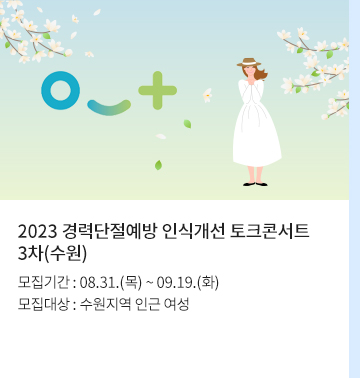 2023 경력단절예방 인식개선 토크콘서트
3차(수원)
모집기간 : 08.31.(목) ~ 09.19.(화)
모집대상 : 수원지역 인근 여성